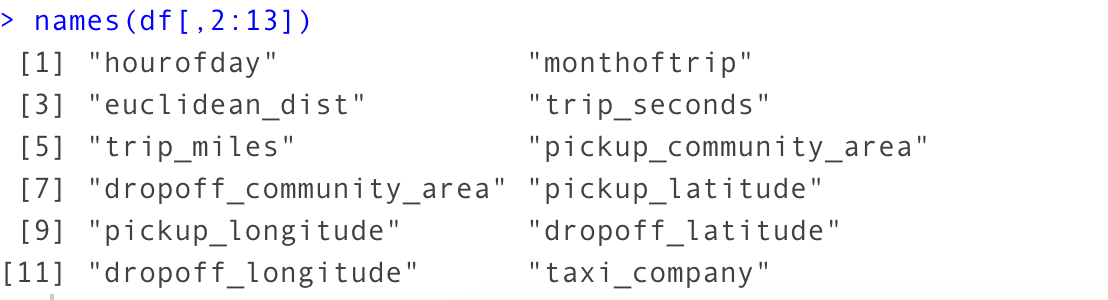 > names(df[,2:13])
[1] "hourofday" "monthoftrip"
[3] "euclidean_dist" "trip_seconds"
[5] "trip_miles" "pickup_community_area"
[7] "dropoff_community_area" "pickup_latitude"
[9] "pickup_longitude" "dropoff_latitude"
[11] "dropoff_longitude" "taxi_company"